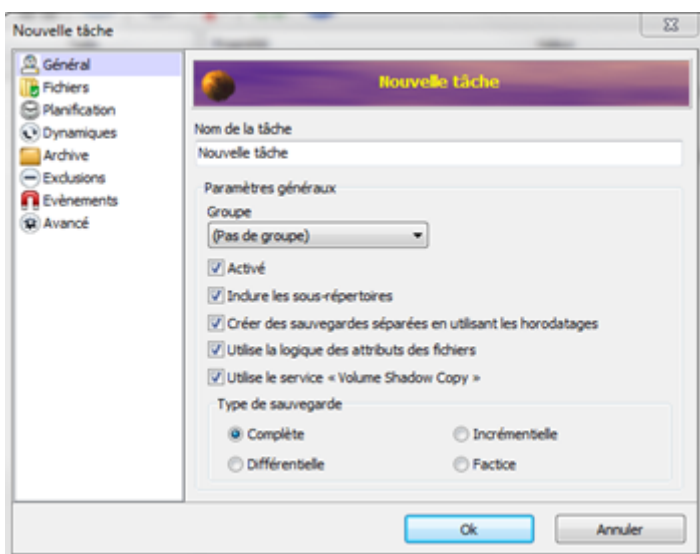 Nouvelle tâche
Général
Fichiers
Planification
Dynamiques
Archive
Exclusions
Evènements
Avancé
Nouvelle tâche
Nom de la tâche
Nouvelle tâche
Paramètres généraux
Groupe
(Pas de groupe)
Activé
Inclure les sous-répertoires
Créer des sauvegardes séparées en utilisant les horodatages
Utilise la logique des attributs des fichiers
Utilise le service « Volume Shadow Copy »
Type de sauvegarde
Complète
Incrémentielle
Différentielle
Factice
Ok
Annuler